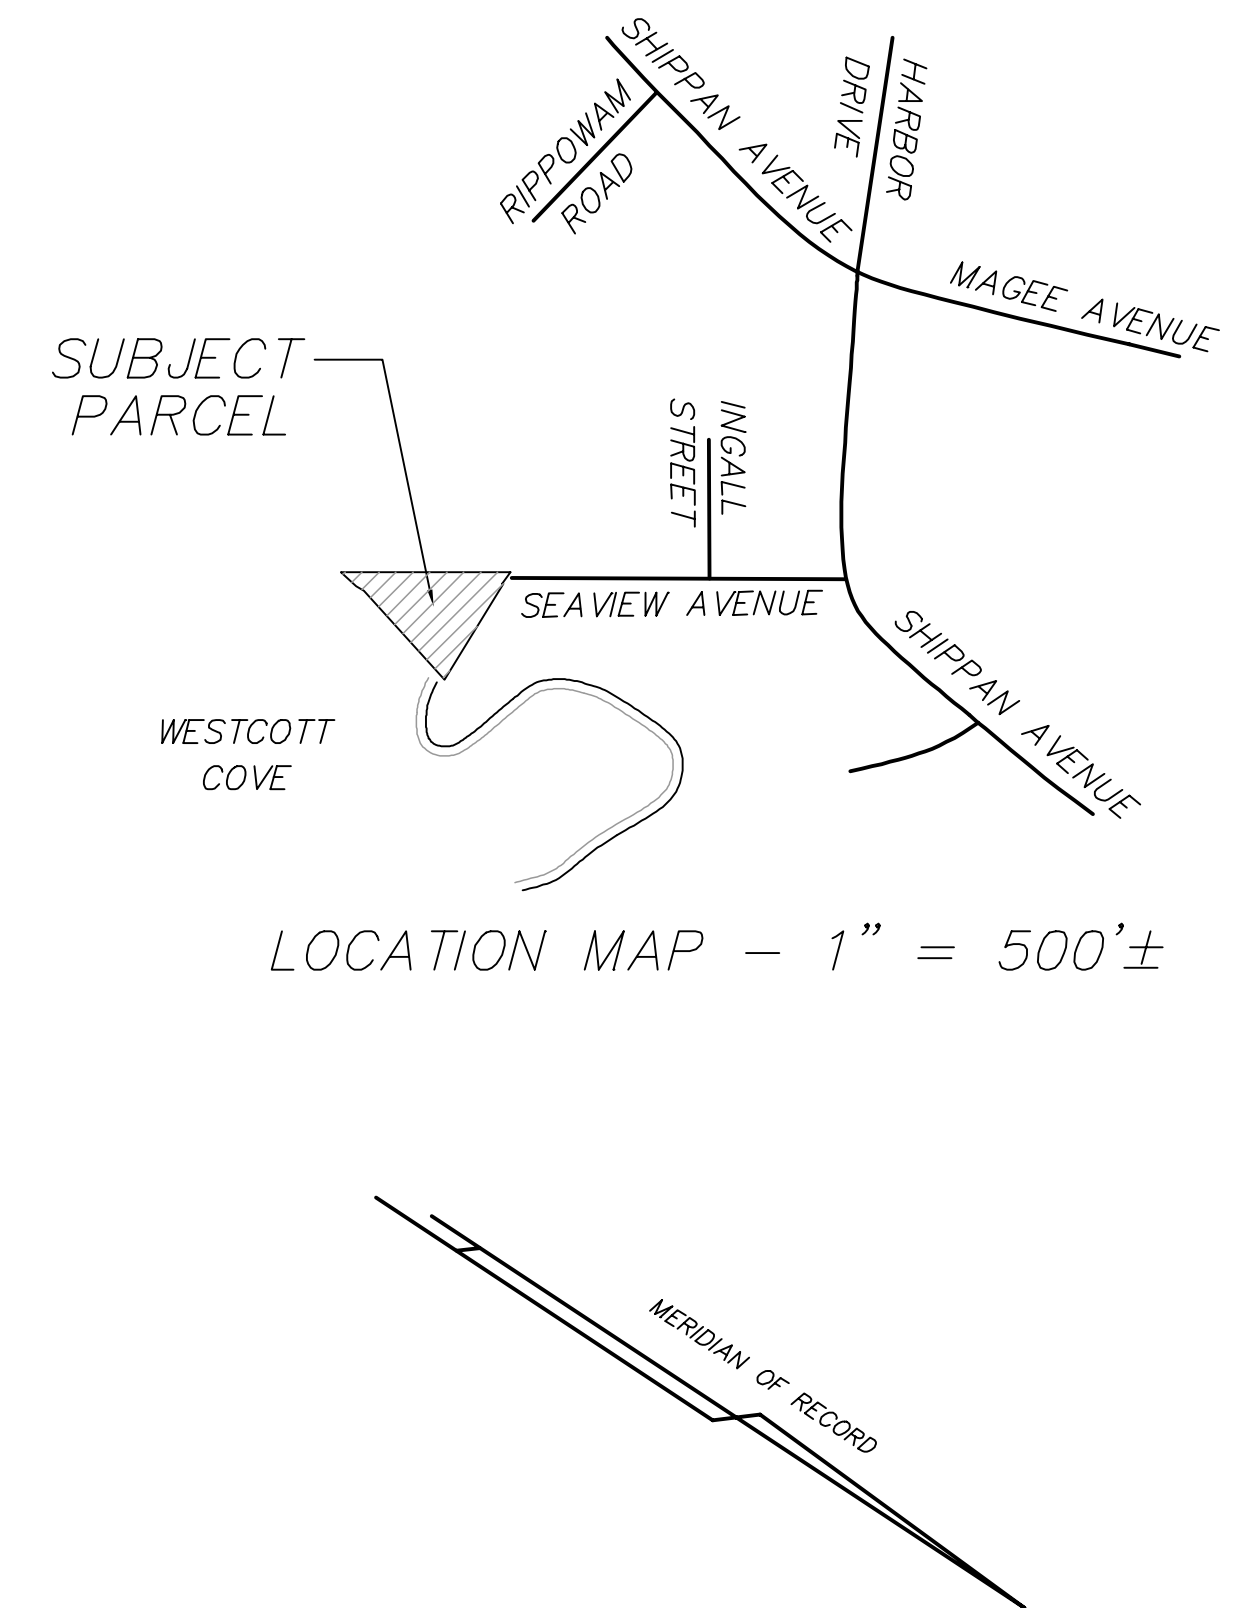 SHIPPAN AVENUE
HARBOR
DRIVE
RIPPOWAM
ROAD
MAGEE AVENUE
SUBJECT
PARCEL
INGALL
STREET
SEAVIEW AVENUE
SHIPPAN AVENUE
WESTCOTT
COVE
LOCATION MAP - 1" = 500'±
MERIDIAN OF RECORD